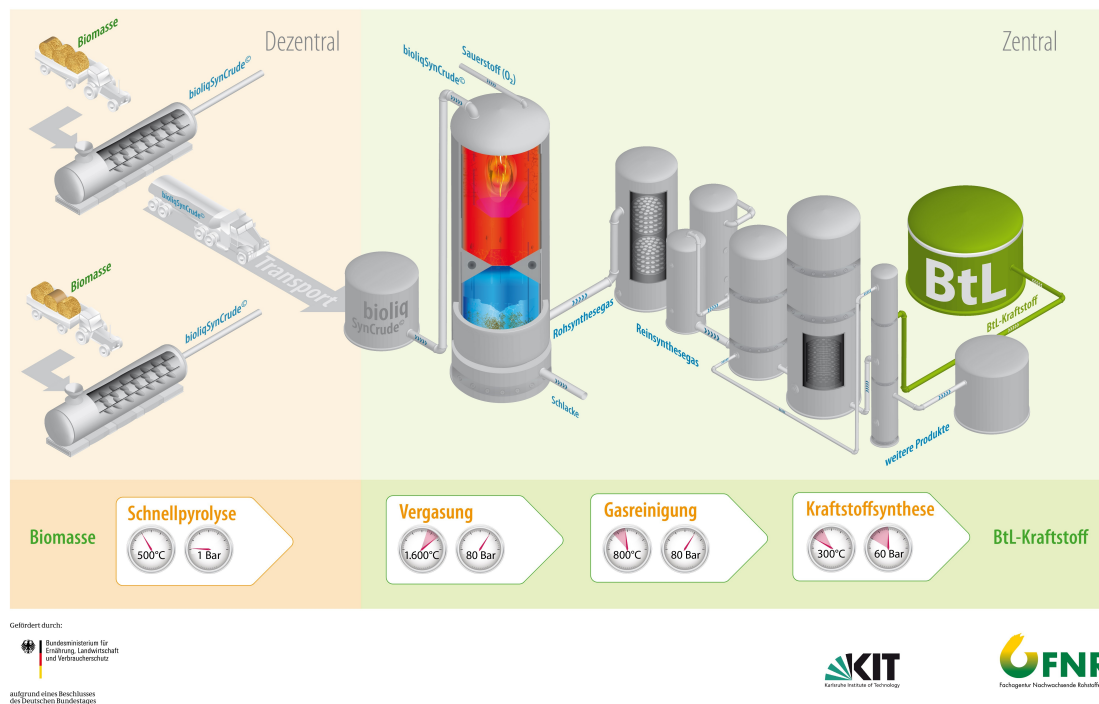 Dezentral
Zentral
Biomasse
bioliqSynCrude©
bioliqSynCrude©
Transport
Biomasse
bioliqSynCrude©
bioliq
SynCrude©
bioliqSynCrude©
Sauerstoff (O₂)
Rohsynthesegas
Schlacke
Reinsynthesegas
weitere Produkte
BtL
BtL-Kraftstoff
Biomasse
Schnellpyrolyse
500°C
1 Bar
Vergasung
1.600°C
80 Bar
Gasreinigung
800°C
80 Bar
Kraftstoffsynthese
300°C
60 Bar
BtL-Kraftstoff
Gefördert durch:
Bundesministerium für
Ernährung, Landwirtschaft
und Verbraucherschutz
aufgrund eines Beschlusses
des Deutschen Bundestages
KIT
Karlsruhe Institute of Technology
FNR
Fachagentur Nachwachsende Rohstoffe